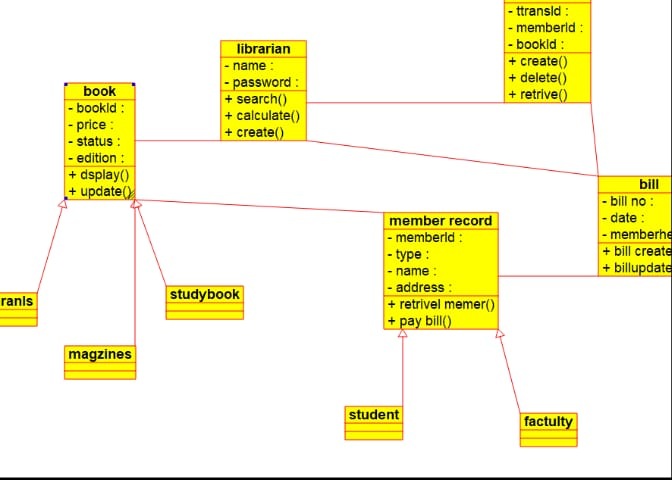 - ttransId :
- memberId :
- bookId :
+ create()
+ delete()
+ retrive()
librarian
- name :
- password :
+ search()
+ calculate()
+ create()
book
- bookId :
- price :
- status :
- edition :
+ dsplay()
+ update()
bill
- bill no :
- date :
- memberhe
+ bill create
+ billupdate
member record
- memberId :
- type :
- name :
- address :
+ retrivel memer()
+ pay bill()
studybook
magzines
student
factulty